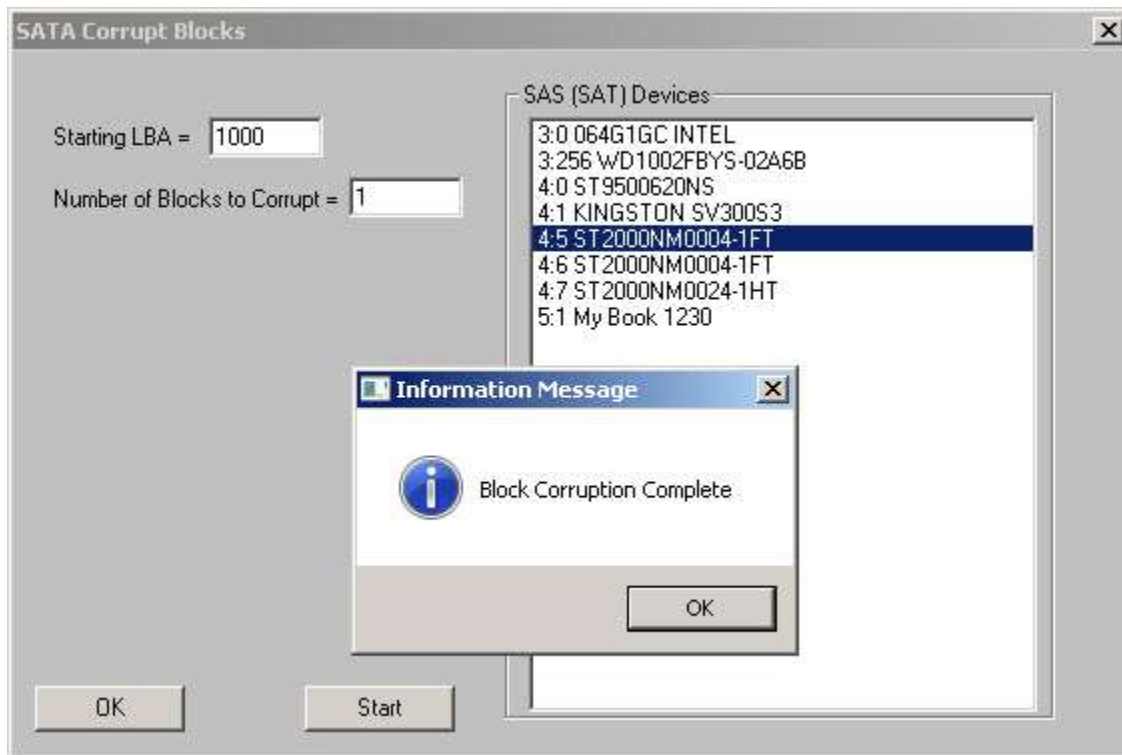 SATA Corrupt Blocks
Starting LBA = 1000
Number of Blocks to Corrupt = 1
SAS (SAT) Devices
3:0 064G1GC INTEL
3:256 WD1002FBYS-02A6B
4:0 ST9500620NS
4:1 KINGSTON SV300S3
4:5 ST2000NM0004-1FT
4:6 ST2000NM0004-1FT
4:7 ST2000NM0024-1HT
5:1 My Book 1230
Information Message
Block Corruption Complete
OK
OK
Start